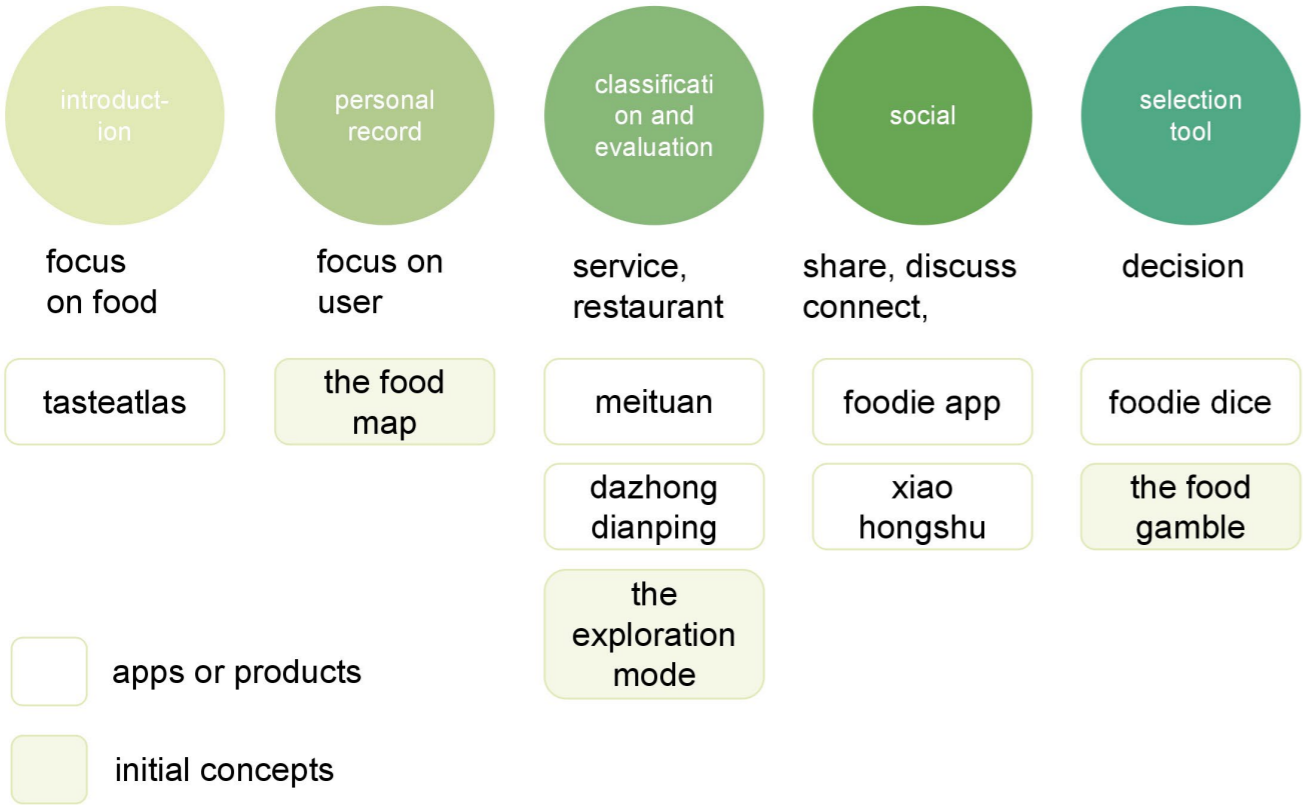 introduct-
ion
personal
record
classificati
on and
evaluation
social
selection
tool
focus
on food
focus on
user
service,
restaurant
share, discuss
connect,
decision
tasteatlas
the food
map
meituan
foodie app
foodie dice
dazhong
dianping
xiao
hongshu
the food
gamble
the
exploration
mode
apps or products
initial concepts